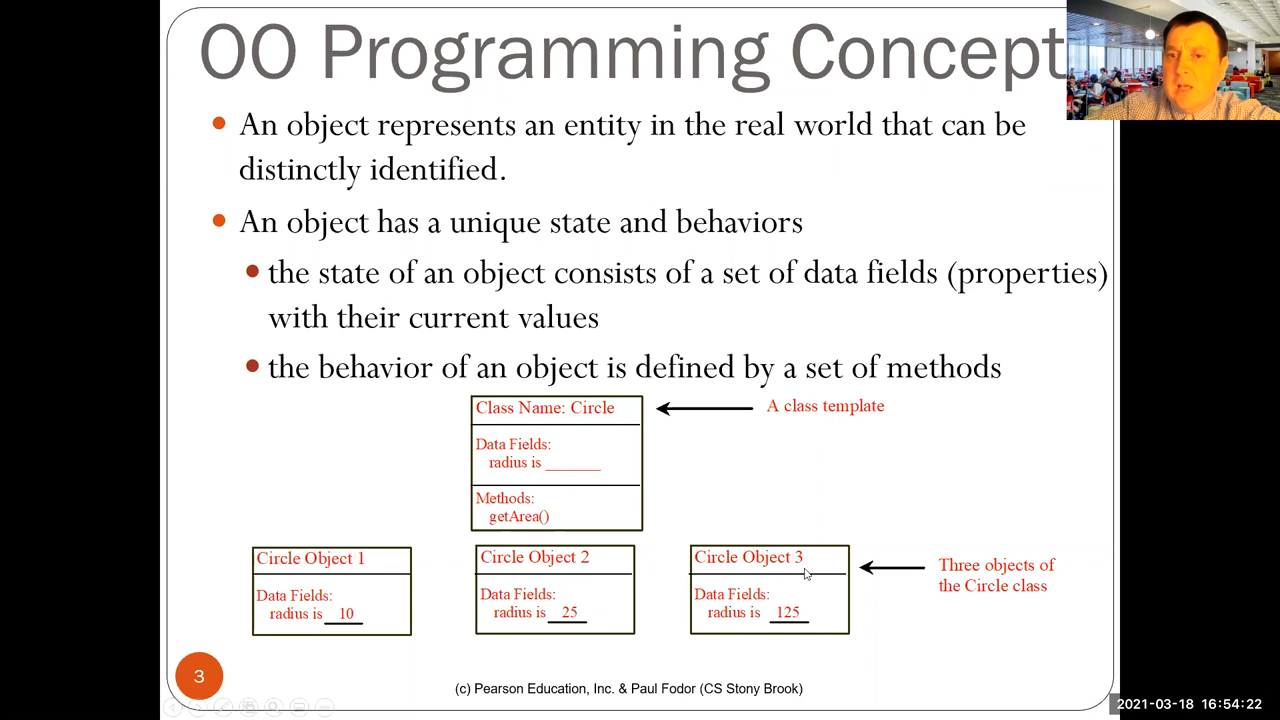 OO Programming Concept
An object represents an entity in the real world that can be
distinctly identified.
An object has a unique state and behaviors
the state of an object consists of a set of data fields (properties)
with their current values
the behavior of an object is defined by a set of methods
Class Name: Circle
A class template
Data Fields:
radius is _______
Methods:
getArea()
Circle Object 1
Data Fields:
radius is 10
Circle Object 2
Data Fields:
radius is 25
Circle Object 3
Data Fields:
radius is 125
Three objects of
the Circle class
3
(c) Pearson Education, Inc. & Paul Fodor (CS Stony Brook)
2021-03-18 16:54:22